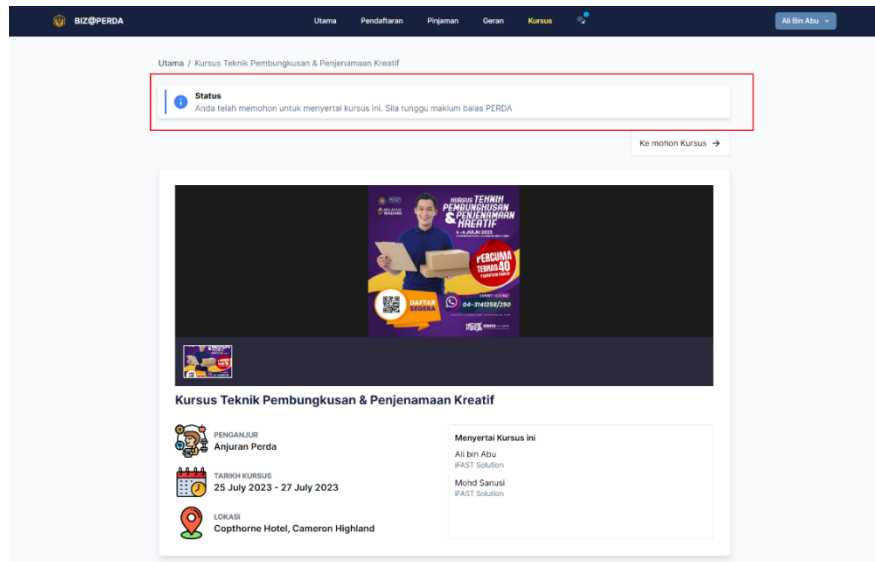 BIZ@PERDA
Utama Pendaftaran Pinjaman Geran Kursus
Ali Bin Abu
Utama / Kursus Teknik Pembungkusan & Penjenamaan Kreatif
Status
Anda telah memohon untuk menyertai kursus ini. Sila tunggu maklum balas PERDA
Ke mohon Kursus →
KURSUS TEKNIK
PEMBUNGKUSAN
& PENJENAMAAN
KREATIF
PERCUMA
TERHAD 40
DAFTAR
SEGERA
04-3141258/250
Kursus Teknik Pembungkusan & Penjenamaan Kreatif
PENGANJUR
Anjuran Perda
TARIKH KURSUS
25 July 2023 - 27 July 2023
LOKASI
Copthorne Hotel, Cameron Highland
Menyertai Kursus ini
Ali bin Abu
iFAST Solution
Mohd Sanusi
iFAST Solution